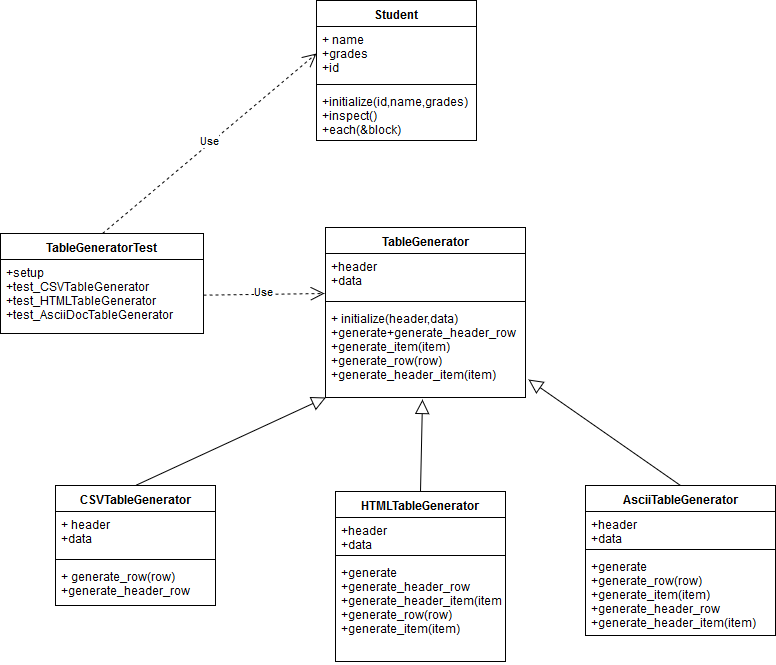 Student
+ name
+grades
+id
+initialize(id,name,grades)
+inspect()
+each(&block)
Use
TableGeneratorTest
+setup
+test_CSVTableGenerator
+test_HTMLTableGenerator
+test_AsciiDocTableGenerator
Use
TableGenerator
+header
+data
+ initialize(header,data)
+generate+generate_header_row
+generate_item(item)
+generate_row(row)
+generate_header_item(item)
CSVTableGenerator
+ header
+data
+ generate_row(row)
+generate_header_row
HTMLTableGenerator
+header
+data
+generate
+generate_header_row
+generate_header_item(item
+generate_row(row)
+generate_item(item)
AsciiTableGenerator
+header
+data
+generate
+generate_row(row)
+generate_item(item)
+generate_header_row
+generate_header_item(item)